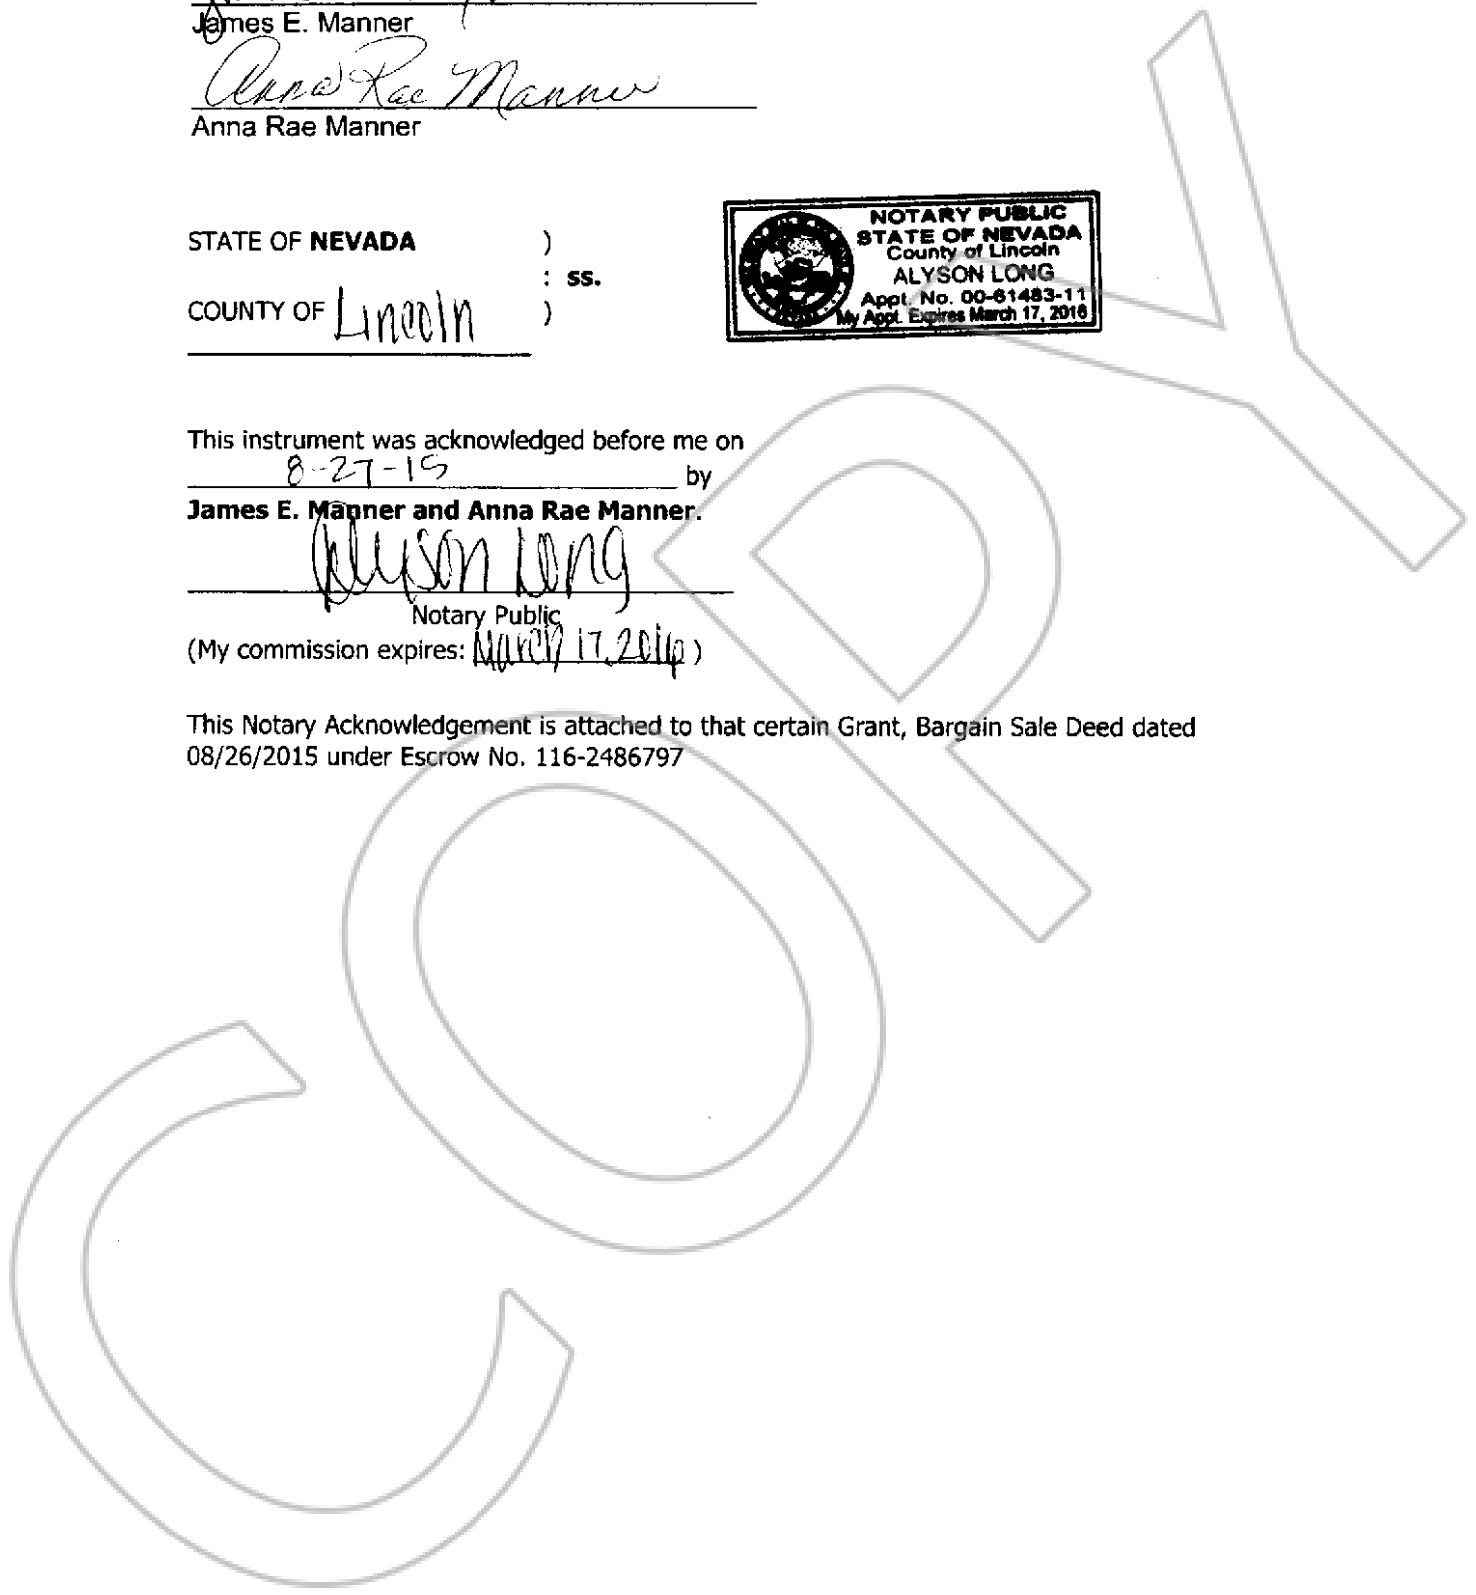 James E. Manner
Anna Rae Manner
Anna Rae Manner
STATE OF NEVADA )
: ss.
COUNTY OF Lincoln )
NOTARY PUBLIC
STATE OF NEVADA
County of Lincoln
ALYSON LONG
Appt. No. 00-61483-11
My Appt. Expires March 17, 2016
This instrument was acknowledged before me on
8-27-15 by
James E. Manner and Anna Rae Manner.
Alyson Long
Notary Public
(My commission expires: March 17, 2016)
This Notary Acknowledgement is attached to that certain Grant, Bargain Sale Deed dated
08/26/2015 under Escrow No. 116-2486797
COPY